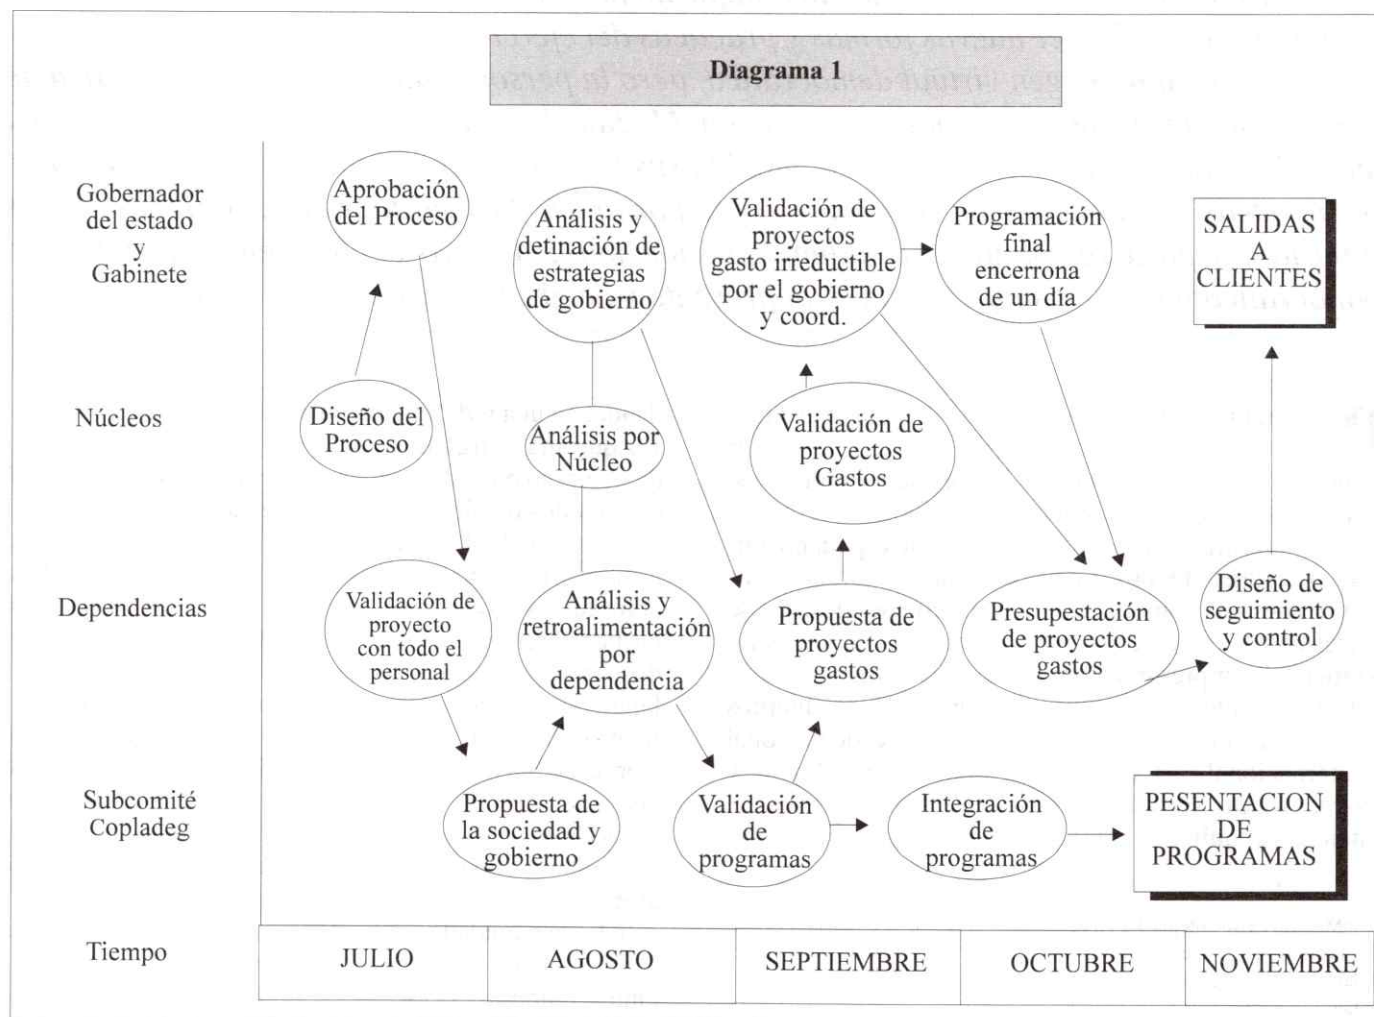 Diagrama 1
Gobernador
del estado
y
Gabinete
Aprobación
del Proceso
Análisis y
detinación de
estrategias
de gobierno
Validación de
proyectos
gasto irreductible
por el gobierno
y coord.
Programación
final
encerrona
de un día
SALIDAS
A
CLIENTES
Núcleos
Diseño del
Proceso
Análisis por
Núcleo
Validación de
proyectos
Gastos
Dependencias
Validación de
proyecto
con todo el
personal
Análisis y
retroalimentación
por
dependencia
Propuesta de
proyectos
gastos
Presupestación
de proyectos
gastos
Diseño de
seguimiento
y control
Subcomité
Copladeg
Propuesta de
la sociedad y
gobierno
Validación
de
programas
Integración
de
programas
PESENTACION
DE
PROGRAMAS
Tiempo
JULIO
AGOSTO
SEPTIEMBRE
OCTUBRE
NOVIEMBRE